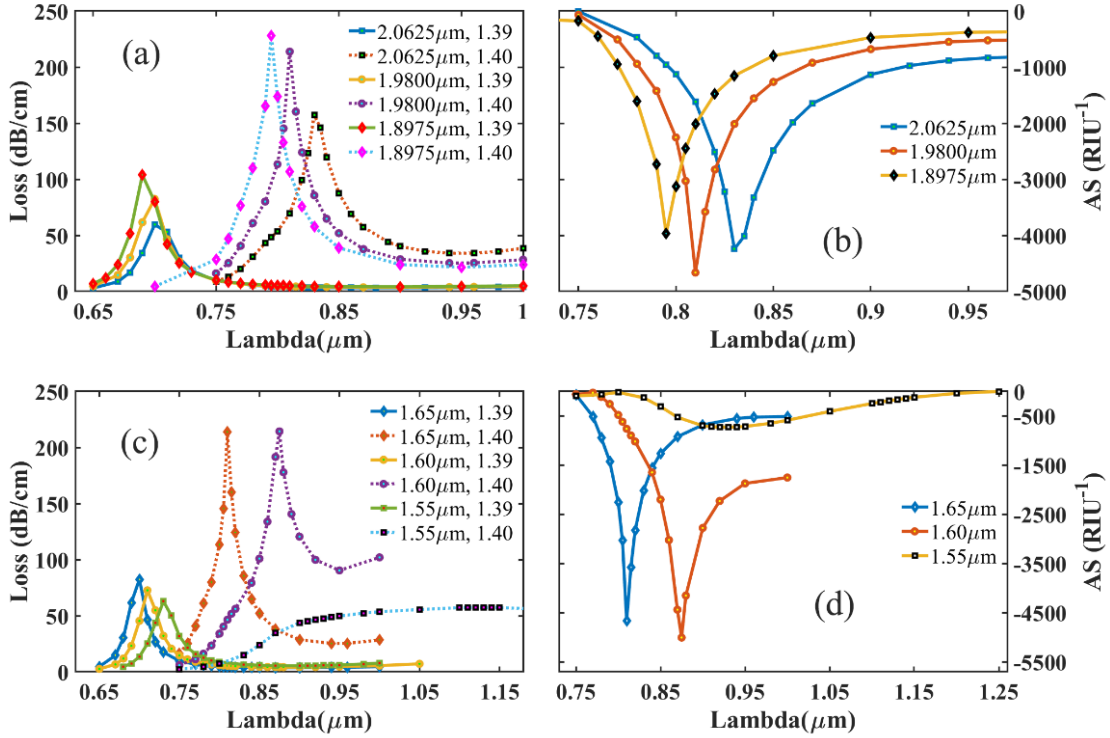 (a)
Loss (dB/cm)
250
200
150
100
50
0
2.0625μm, 1.39
2.0625μm, 1.40
1.9800μm, 1.39
1.9800μm, 1.40
1.8975μm, 1.39
1.8975μm, 1.40
0.65 0.75 0.85 0.95 1
Lambda(μm)
(b)
0
-1000
-2000
-3000
-4000
-5000
AS (RIU⁻¹)
2.0625μm
1.9800μm
1.8975μm
0.75 0.8 0.85 0.9 0.95
Lambda(μm)
(c)
Loss (dB/cm)
250
200
150
100
50
0
1.65μm, 1.39
1.65μm, 1.40
1.60μm, 1.39
1.60μm, 1.40
1.55μm, 1.39
1.55μm, 1.40
0.65 0.75 0.85 0.95 1.05 1.15
Lambda(μm)
(d)
0
-500
-1500
-2500
-3500
-4500
-5500
AS (RIU⁻¹)
1.65μm
1.60μm
1.55μm
0.75 0.85 0.95 1.05 1.15 1.25
Lambda(μm)